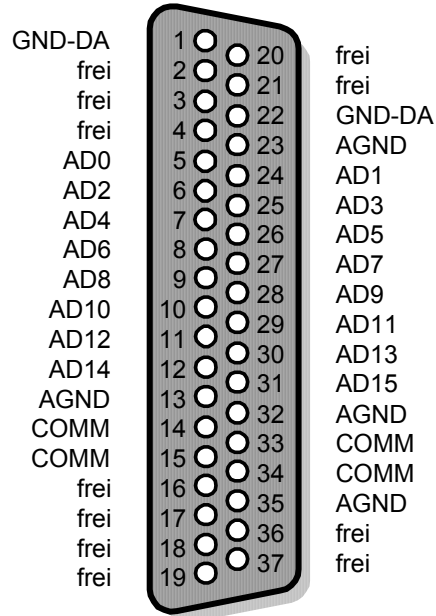 GND-DA 1 20 frei
frei 2 21 frei
frei 3 22 GND-DA
frei 4 23 AGND
AD0 5 24 AD1
AD2 6 25 AD3
AD4 7 26 AD5
AD6 8 27 AD7
AD8 9 28 AD9
AD10 10 29 AD11
AD12 11 30 AD13
AD14 12 31 AD15
AGND 13 32 AGND
COMM 14 33 COMM
COMM 15 34 COMM
frei 16 35 AGND
frei 17 36 frei
frei 18 37 frei
frei 19